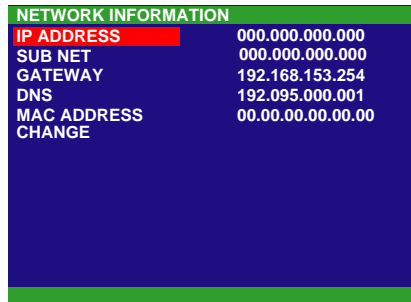 NETWORK INFORMATION
IP ADDRESS 000.000.000.000
SUB NET 000.000.000.000
GATEWAY 192.168.153.254
DNS 192.095.000.001
MAC ADDRESS 00.00.00.00.00.00
CHANGE